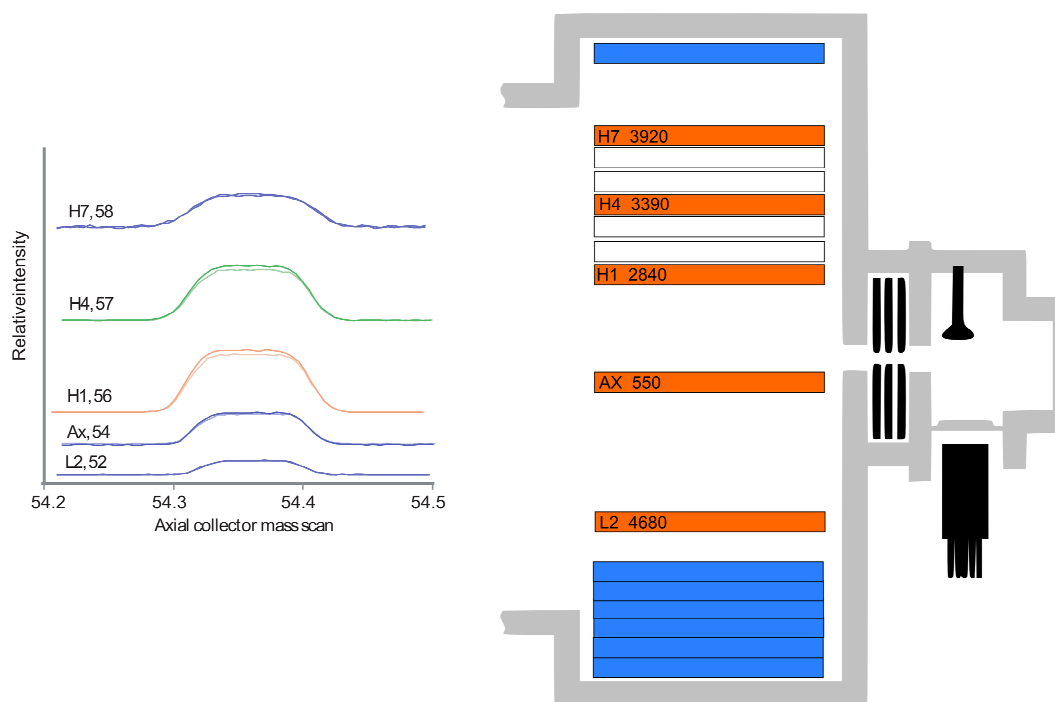 H7,58
H4,57
H1,56
Ax,54
L2,52
Relativeintensity
54.2 54.3 54.4 54.5
Axial collector mass scan
H7 3920
H4 3390
H1 2840
AX 550
L2 4680